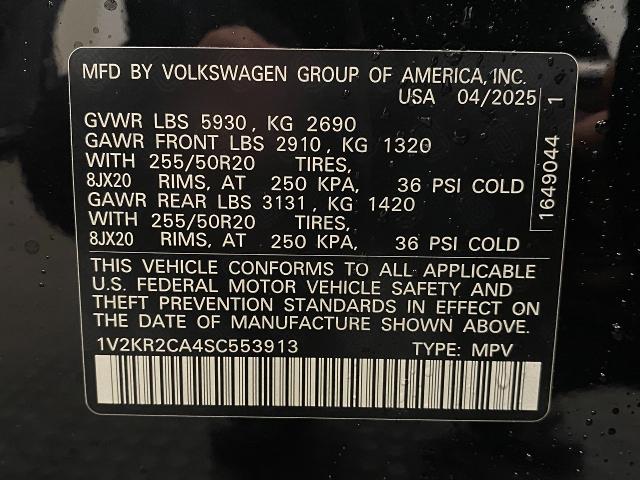 MFD BY VOLKSWAGEN GROUP OF AMERICA, INC.
USA 04/2025
GVWR LBS 5930, KG 2690
GAWR FRONT LBS 2910, KG 1320
WITH 255/50R20 TIRES,
8JX20 RIMS, AT 250 KPA, 36 PSI COLD
GAWR REAR LBS 3131, KG 1420
WITH 255/50R20 TIRES,
8JX20 RIMS, AT 250 KPA, 36 PSI COLD
THIS VEHICLE CONFORMS TO ALL APPLICABLE
U.S. FEDERAL MOTOR VEHICLE SAFETY AND
THEFT PREVENTION STANDARDS IN EFFECT ON
THE DATE OF MANUFACTURE SHOWN ABOVE.
1V2KR2CA4SC553913 TYPE: MPV
1649044 1